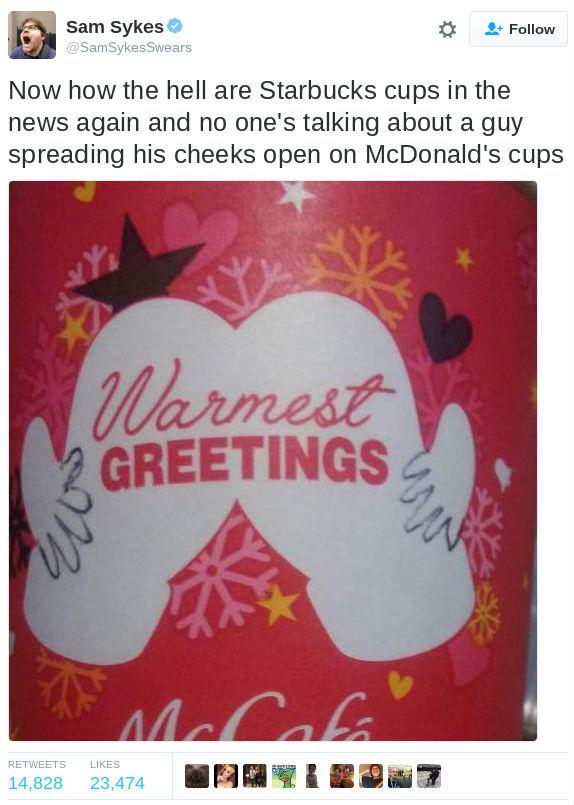 Sam Sykes
@SamSykesSwears
Follow
Now how the hell are Starbucks cups in the
news again and no one's talking about a guy
spreading his cheeks open on McDonald's cups
Warmest
GREETINGS
McCafé
RETWEETS
LIKES
14,828
23,474